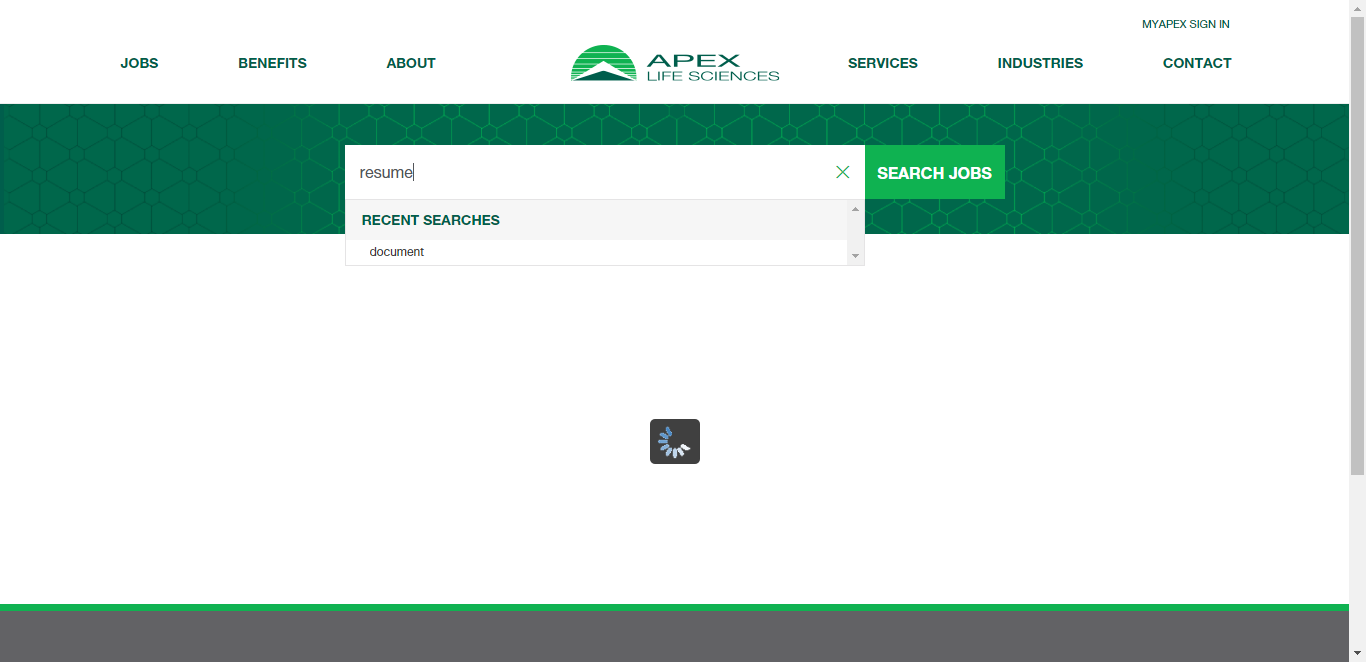 MYAPEX SIGN IN
JOBS BENEFITS ABOUT APEX LIFE SCIENCES SERVICES INDUSTRIES CONTACT
resume
SEARCH JOBS
RECENT SEARCHES
document